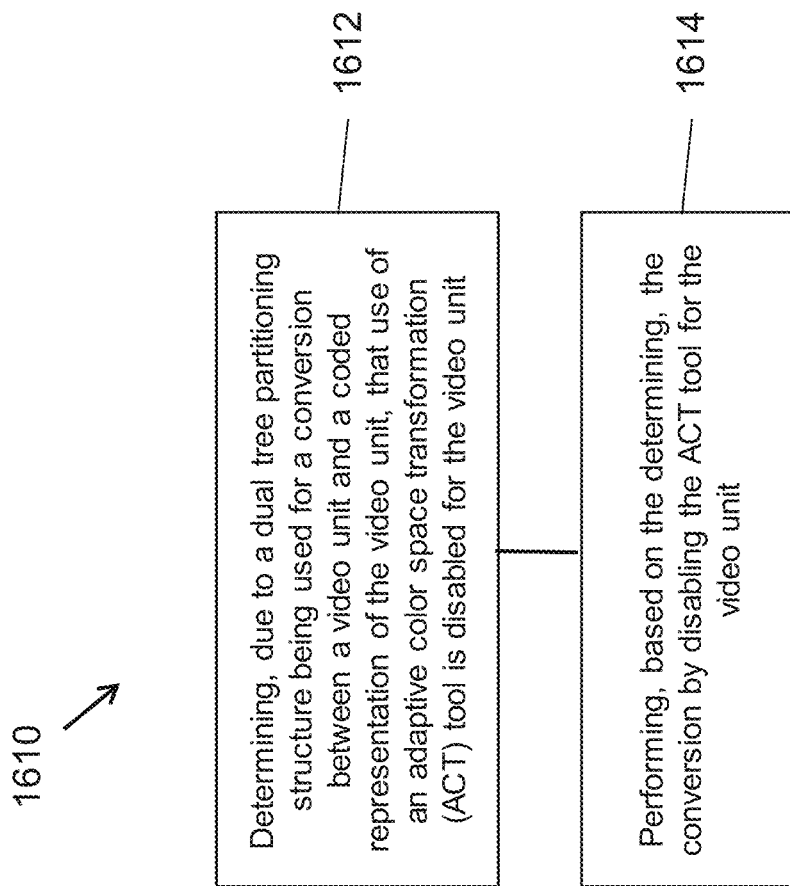 1610
Determining, due to a dual tree partitioning
structure being used for a conversion
between a video unit and a coded
representation of the video unit, that use of
an adaptive color space transformation
(ACT) tool is disabled for the video unit
1612
Performing, based on the determining, the
conversion by disabling the ACT tool for the
video unit
1614